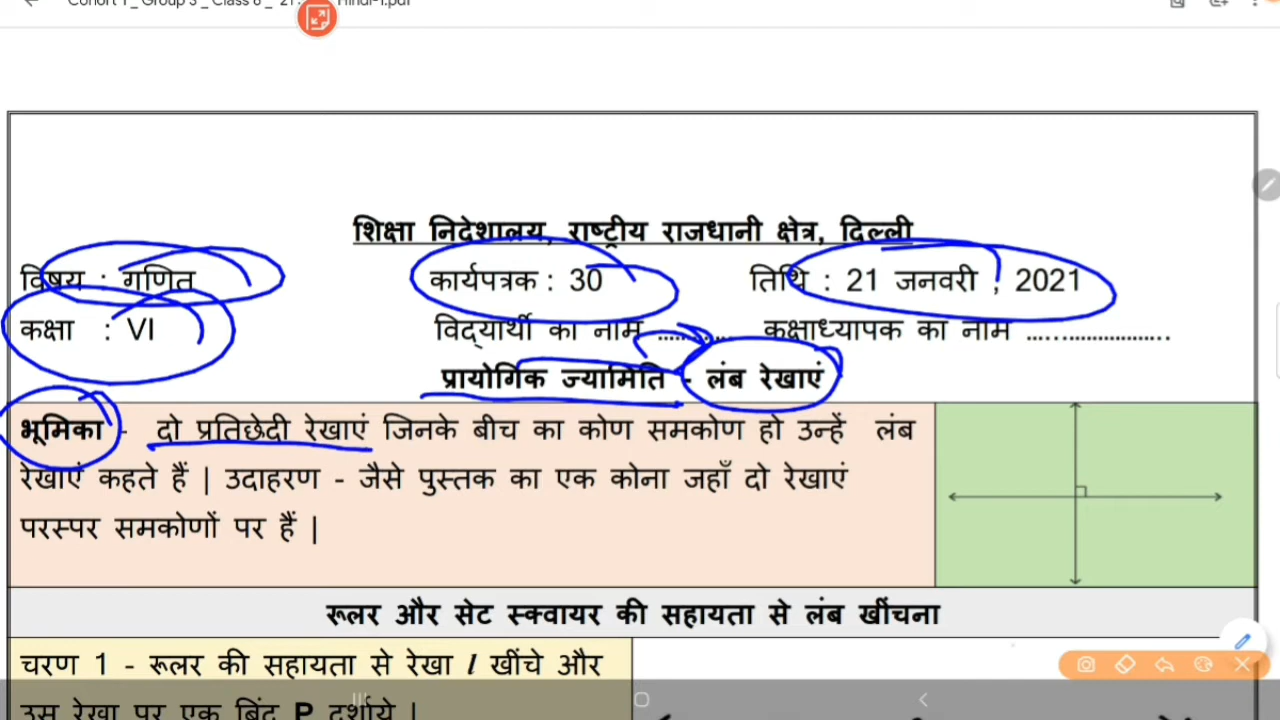 शिक्षा निदेशालय, राष्ट्रीय राजधानी क्षेत्र, दिल्ली
विषय : गणित कार्यपत्रक : 30 तिथि : 21 जनवरी , 2021
कक्षा : VI विद्यार्थी का नाम ............ कक्षाध्यापक का नाम .......................
प्रायोगिक ज्यामिति - लंब रेखाएं
भूमिका - दो प्रतिछेदी रेखाएं जिनके बीच का कोण समकोण हो उन्हें लंब
रेखाएं कहते हैं | उदाहरण - जैसे पुस्तक का एक कोना जहाँ दो रेखाएं
परस्पर समकोणों पर हैं |
रूलर और सेट स्क्वायर की सहायता से लंब खींचना
चरण 1 - रूलर की सहायता से रेखा l खींचे और
उस रेखा पर एक बिंदु P दर्शाये |